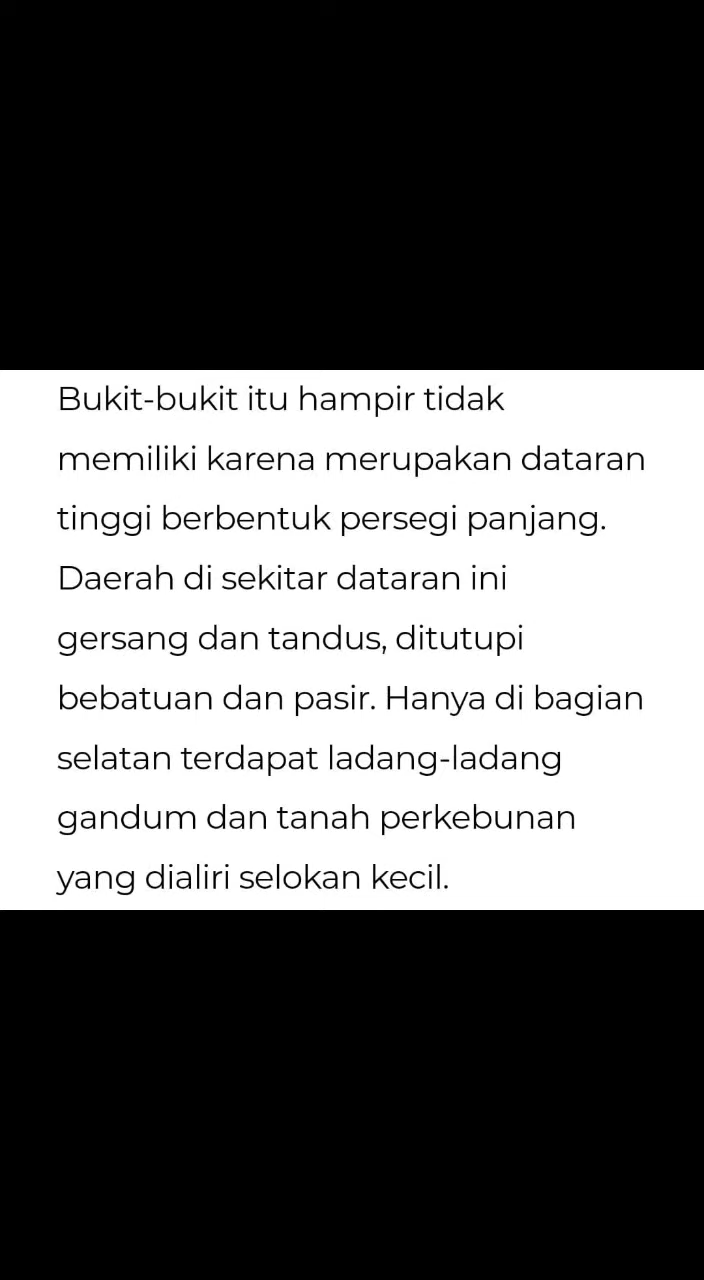 Bukit-bukit itu hampir tidak
memiliki karena merupakan dataran
tinggi berbentuk persegi panjang.
Daerah di sekitar dataran ini
gersang dan tandus, ditutupi
bebatuan dan pasir. Hanya di bagian
selatan terdapat ladang-ladang
gandum dan tanah perkebunan
yang dialiri selokan kecil.